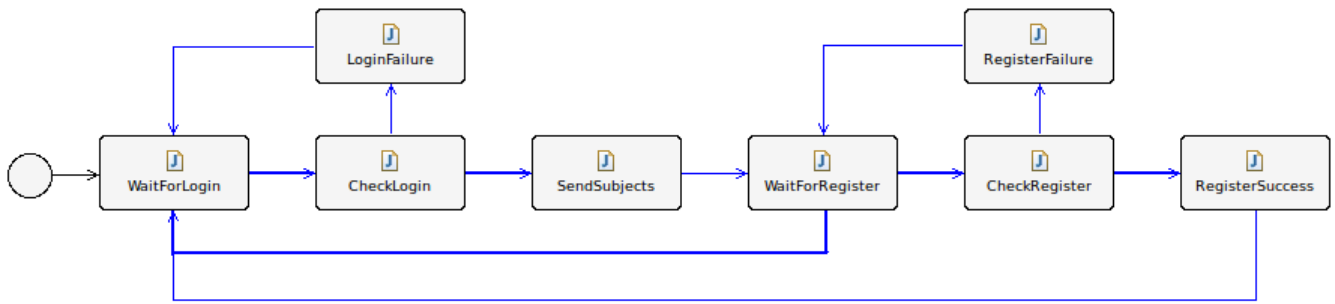 J
LoginFailure
J
RegisterFailure
J
WaitForLogin
J
CheckLogin
J
SendSubjects
J
WaitForRegister
J
CheckRegister
J
RegisterSuccess